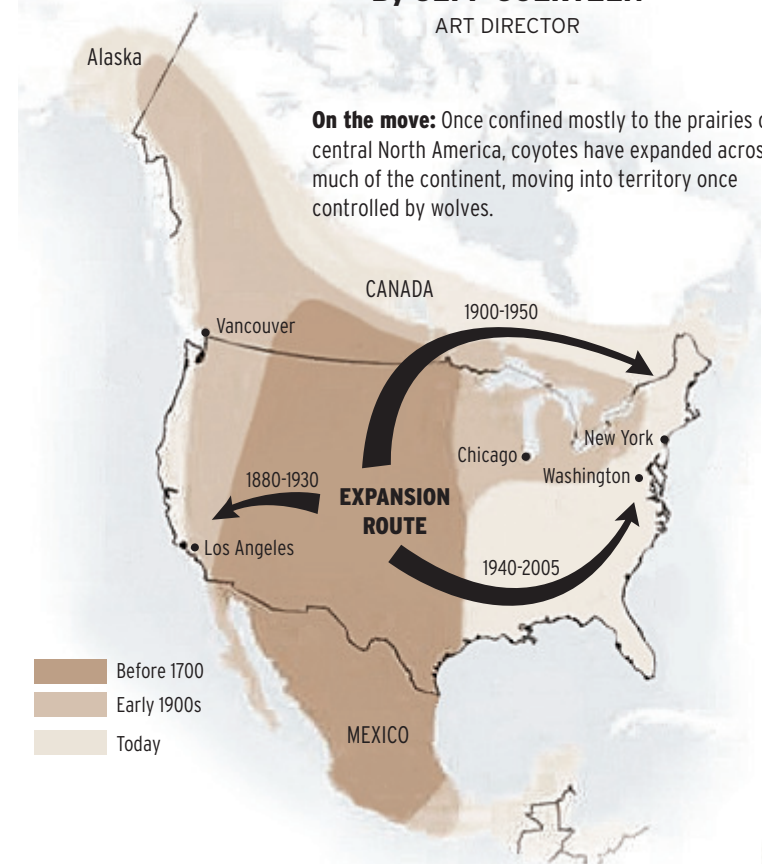 ART DIRECTOR
Alaska
On the move: Once confined mostly to the prairies
central North America, coyotes have expanded
much of the continent, moving into territory once
controlled by wolves.
CANADA
1900-1950
Vancouver
New York
Chicago
Washington
1880-1930
EXPANSION
ROUTE
Los Angeles
1940-2005
Before 1700
Early 1900s
Today
MEXICO